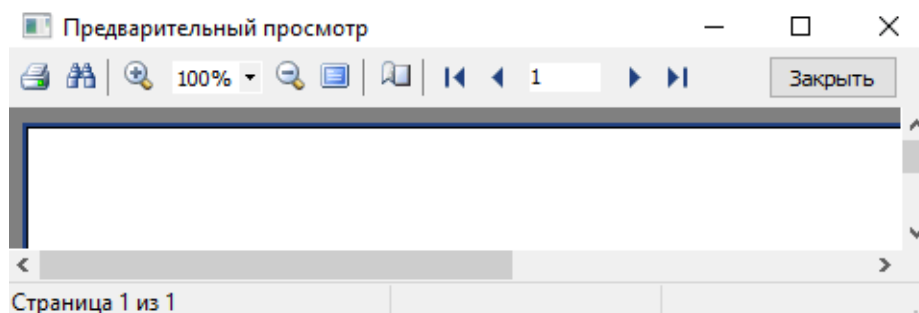 Предварительный просмотр
100% 1 Закрыть
Страница 1 из 1